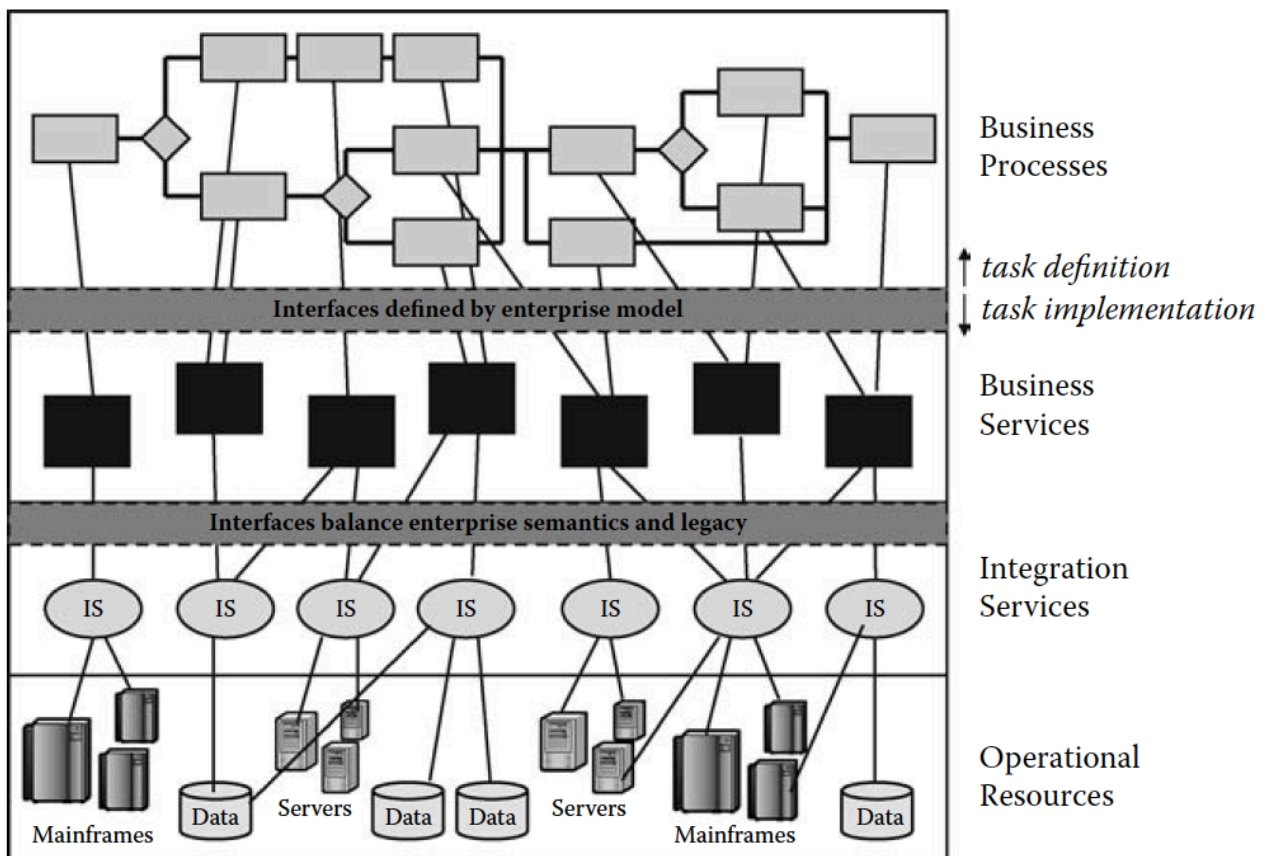 Business
Processes
task definition
Interfaces defined by enterprise model
task implementation
Business
Services
Interfaces balance enterprise semantics and legacy
Integration
Services
IS
IS
IS
IS
IS
IS
IS
Operational
Resources
Mainframes
Data
Servers
Data
Data
Servers
Mainframes
Data